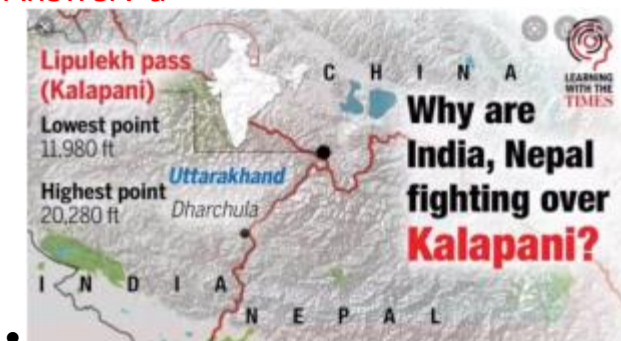 Lipulekh pass
(Kalapani)
Lowest point
11,980 ft
Highest point
20,280 ft
Uttarakhand
Dharchula
C H I N A
I N D I A
N E P A L
Why are
India, Nepal
fighting over
Kalapani?
LEARNING
WITH THE
TIMES